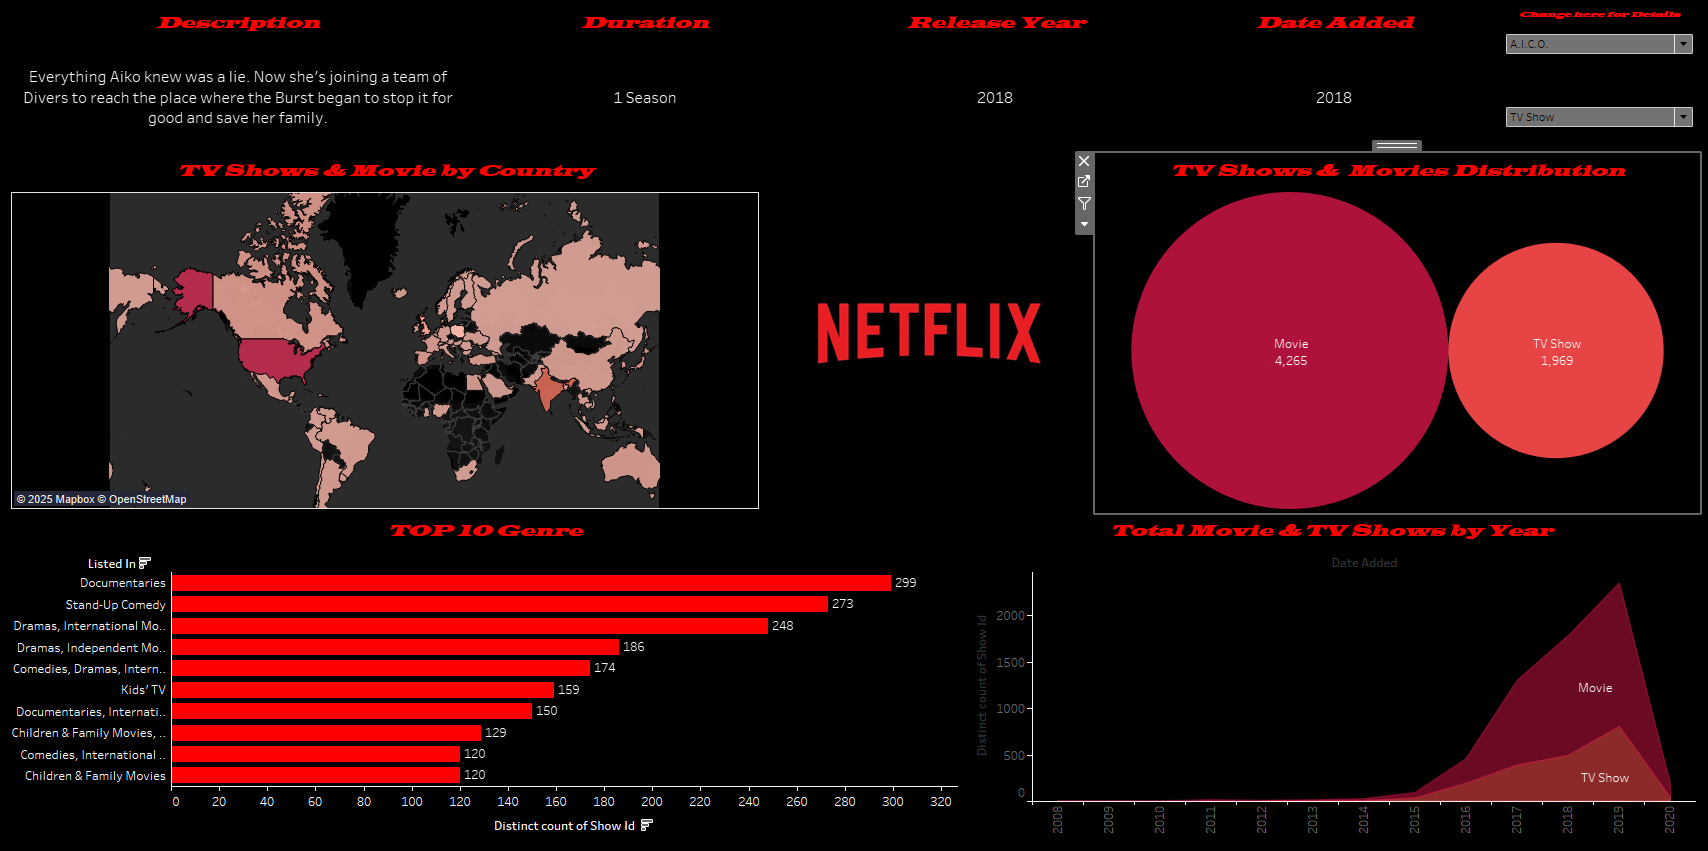 Description
Duration
Release Year
Date Added
Change here for Details
Everything Aiko knew was a lie. Now she's joining a team of
Divers to reach the place where the Burst began to stop it for
good and save her family.
1 Season
2018
2018
A.I.C.O.
TV Show
TV Shows & Movie by Country
© 2025 Mapbox © OpenStreetMap
NETFLIX
TV Shows & Movies Distribution
Movie
4,265
TV Show
1,969
TOP 10 Genre
Listed In
Documentaries 299
Stand-Up Comedy 273
Dramas, International Mo.. 248
Dramas, Independent Mo.. 186
Comedies, Dramas, Intern.. 174
Kids' TV 159
Documentaries, Internati.. 150
Children & Family Movies, .. 129
Comedies, International .. 120
Children & Family Movies 120
0 20 40 60 80 100 120 140 160 180 200 220 240 260 280 300 320
Distinct count of Show Id
Total Movie & TV Shows by Year
Date Added
Distinct count of Show Id
2000
1500
1000
500
0
Movie
TV Show
2008 2009 2010 2011 2012 2013 2014 2015 2016 2017 2018 2019 2020